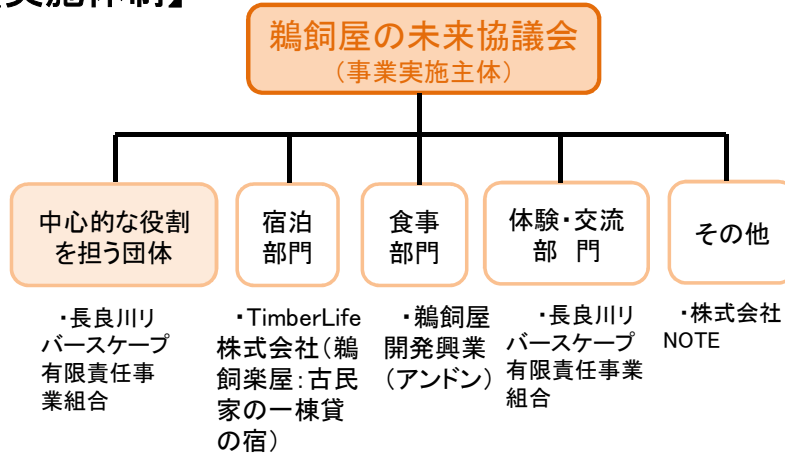 実施体制】
鵜飼屋の未来協議会
（事業実施主体）
中心的な役割
を担う団体
宿泊
部門
食事
部門
体験・交流
部　門
その他
・長良川リ
バースケープ
有限責任事
業組合
・TimberLife
株式会社（鵜
飼楽屋：古民
家の一棟貸
の宿）
・鵜飼屋
開発興業
（アンドン）
・長良川リ
バースケープ
有限責任事業
組合
・株式会社
NOTE